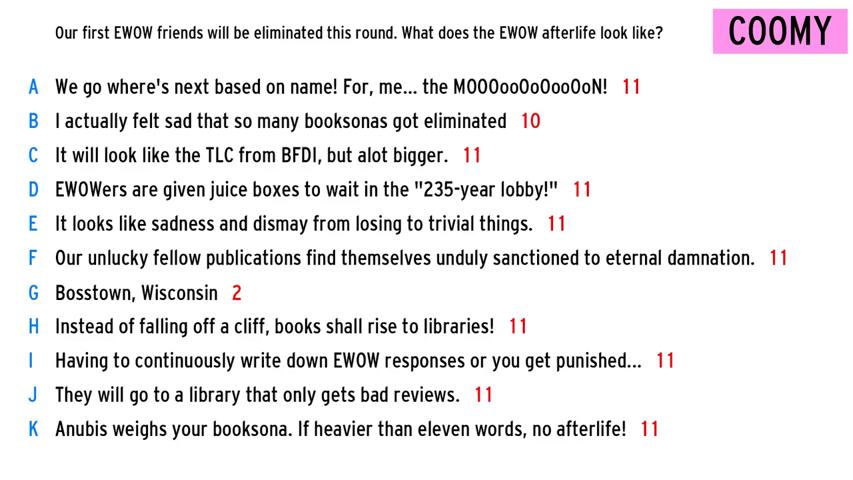 Our first EWOW friends will be eliminated this round. What does the EWOW afterlife look like?
COOMY
A We go where's next based on name! For, me... the MOOOooOoOooOoN! 11
B I actually felt sad that so many booksonas got eliminated 10
C It will look like the TLC from BFDI, but alot bigger. 11
D EWOWers are given juice boxes to wait in the "235-year lobby!" 11
E It looks like sadness and dismay from losing to trivial things. 11
F Our unlucky fellow publications find themselves unduly sanctioned to eternal damnation. 11
G Bosstown, Wisconsin 2
H Instead of falling off a cliff, books shall rise to libraries! 11
I Having to continuously write down EWOW responses or you get punished... 11
J They will go to a library that only gets bad reviews. 11
K Anubis weighs your booksona. If heavier than eleven words, no afterlife! 11